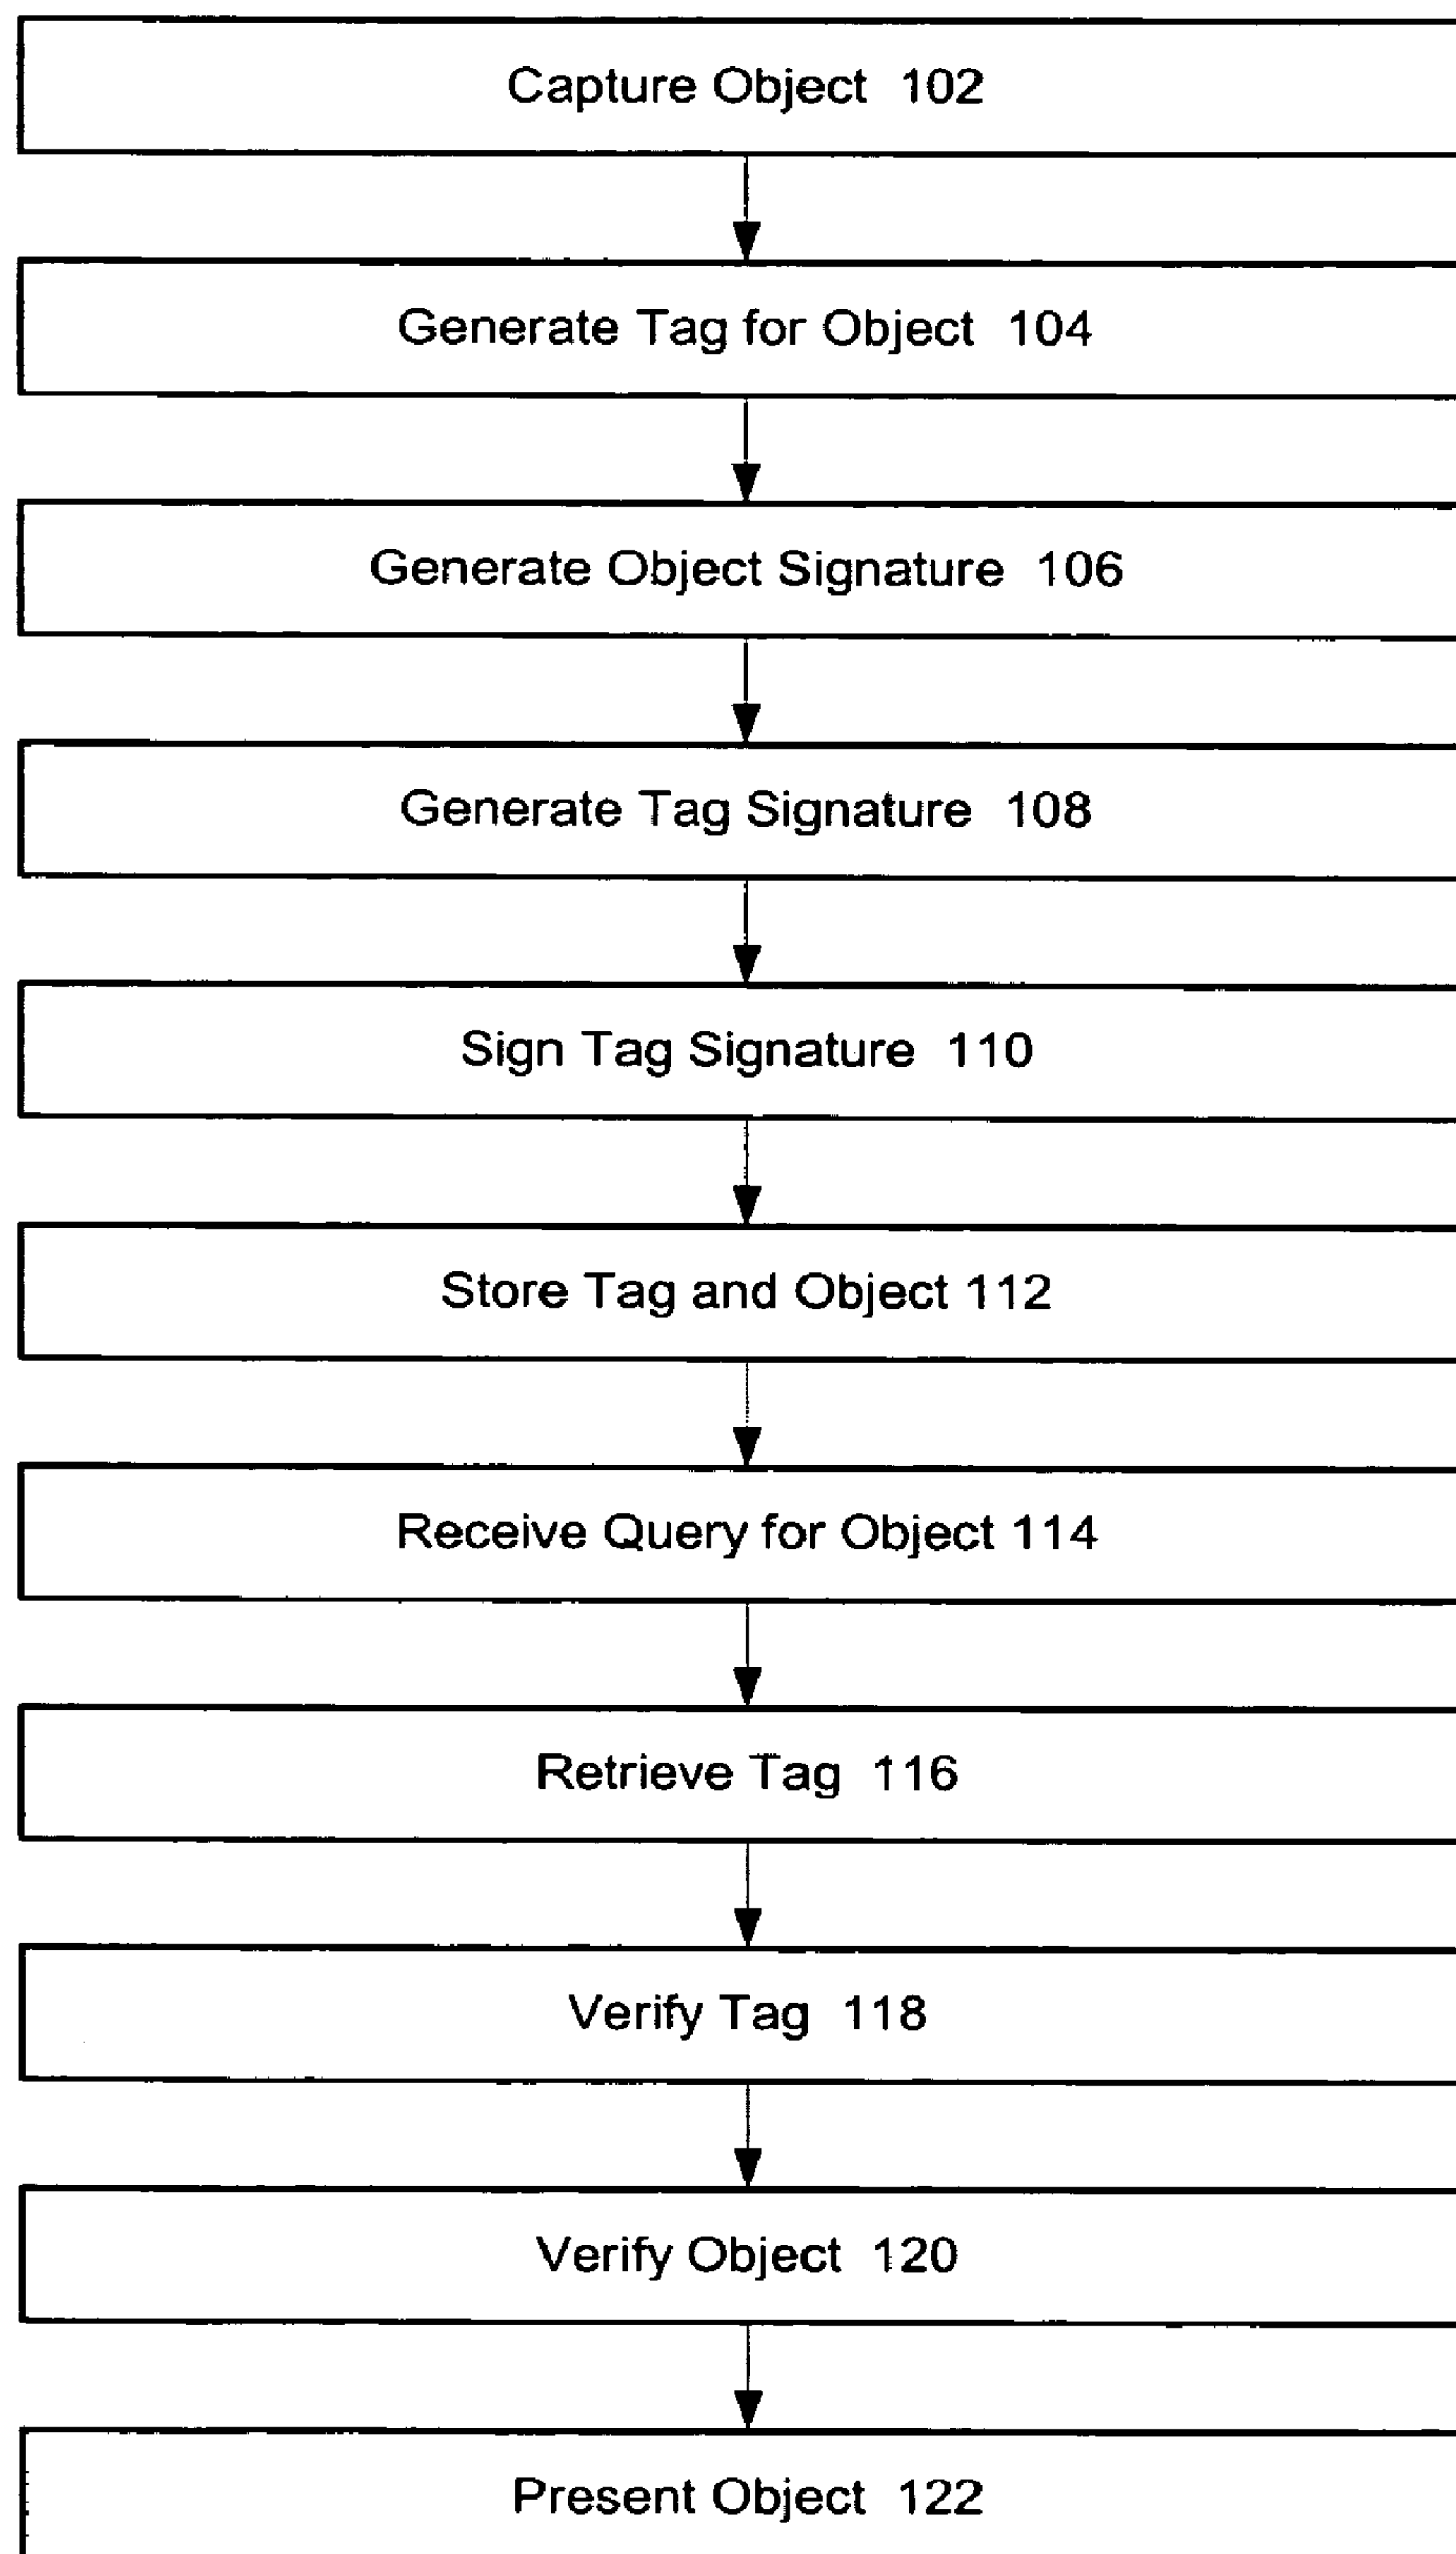 Capture Object 102
Generate Tag for Object 104
Generate Object Signature 106
Generate Tag Signature 108
Sign Tag Signature 110
Store Tag and Object 112
Receive Query for Object 114
Retrieve Tag 116
Verify Tag 118
Verify Object 120
Present Object 122